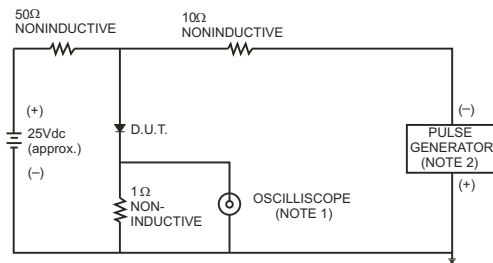 50Ω
NONINDUCTIVE
10Ω
NONINDUCTIVE
(+)
25Vdc
(approx.)
(–)
D.U.T.
1Ω
NON-
INDUCTIVE
OSCILLISCOPE
(NOTE 1)
(–)
PULSE
GENERATOR
(NOTE 2)
(+)